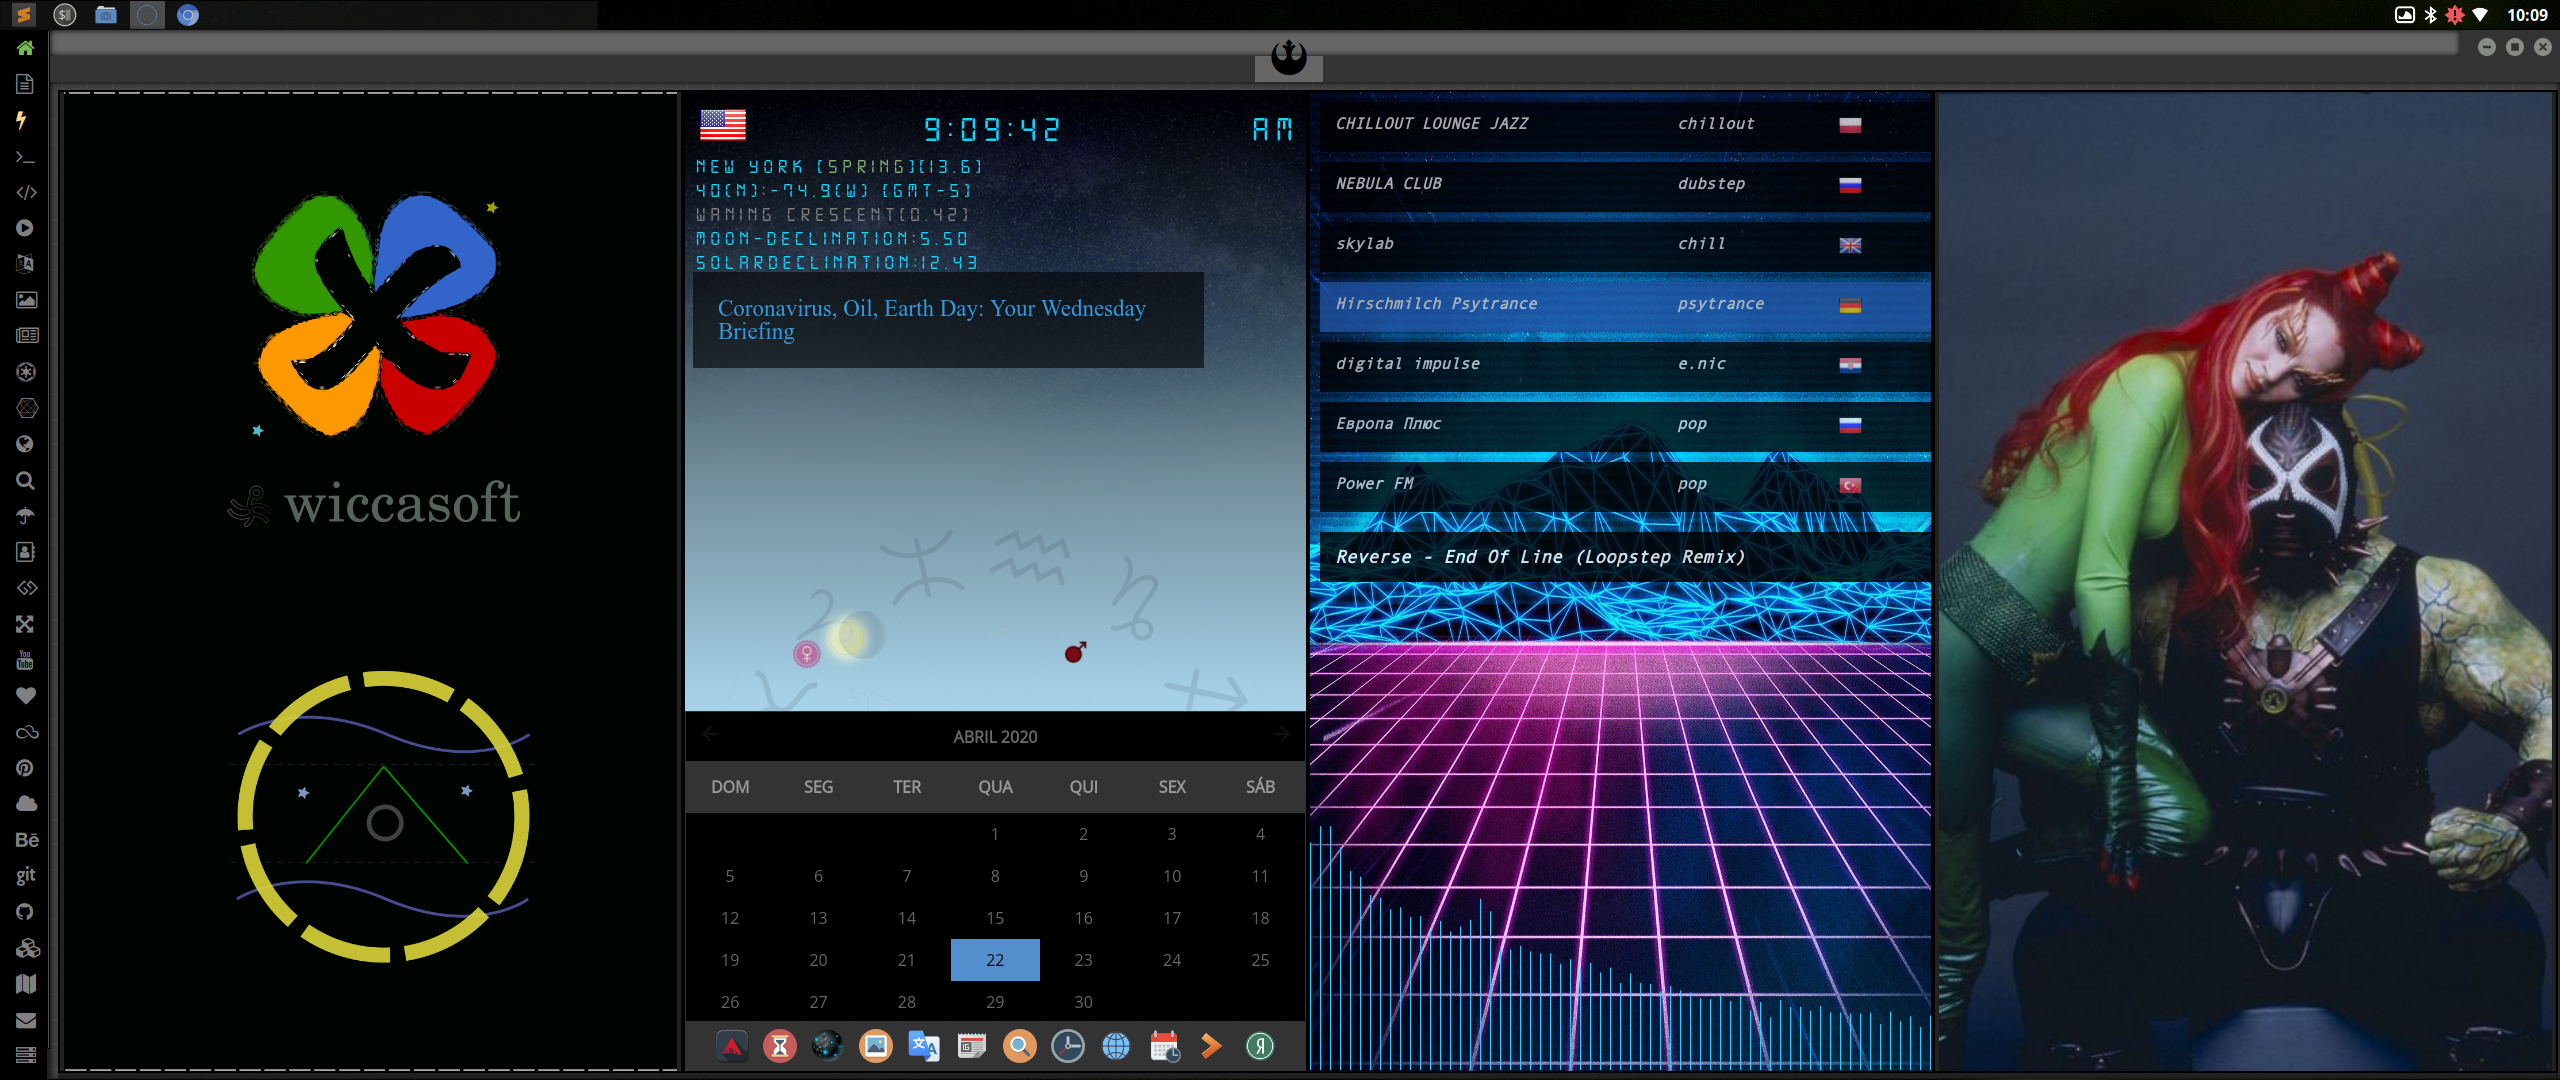 10:09
You
Tube
Bē
git
wiccasoft
9:09:42 AM
NEW YORK [SPRING][13.6]
40(N):-74.9(W) [GMT-5]
WANING CRESCENT[0.42]
MOON-DECLINATION:5.50
SOLARDECLINATION:12.43
Coronavirus, Oil, Earth Day: Your Wednesday
Briefing
ABRIL 2020
DOM SEG TER QUA QUI SEX SÁB
1 2 3 4
5 6 7 8 9 10 11
12 13 14 15 16 17 18
19 20 21 22 23 24 25
26 27 28 29 30
CHILLOUT LOUNGE JAZZ chillout
NEBULA CLUB dubstep
skylab chill
Hirschmilch Psytrance psytrance
digital impulse e.nic
Европа Плюс pop
Power FM pop
Reverse - End Of Line (Loopstep Remix)